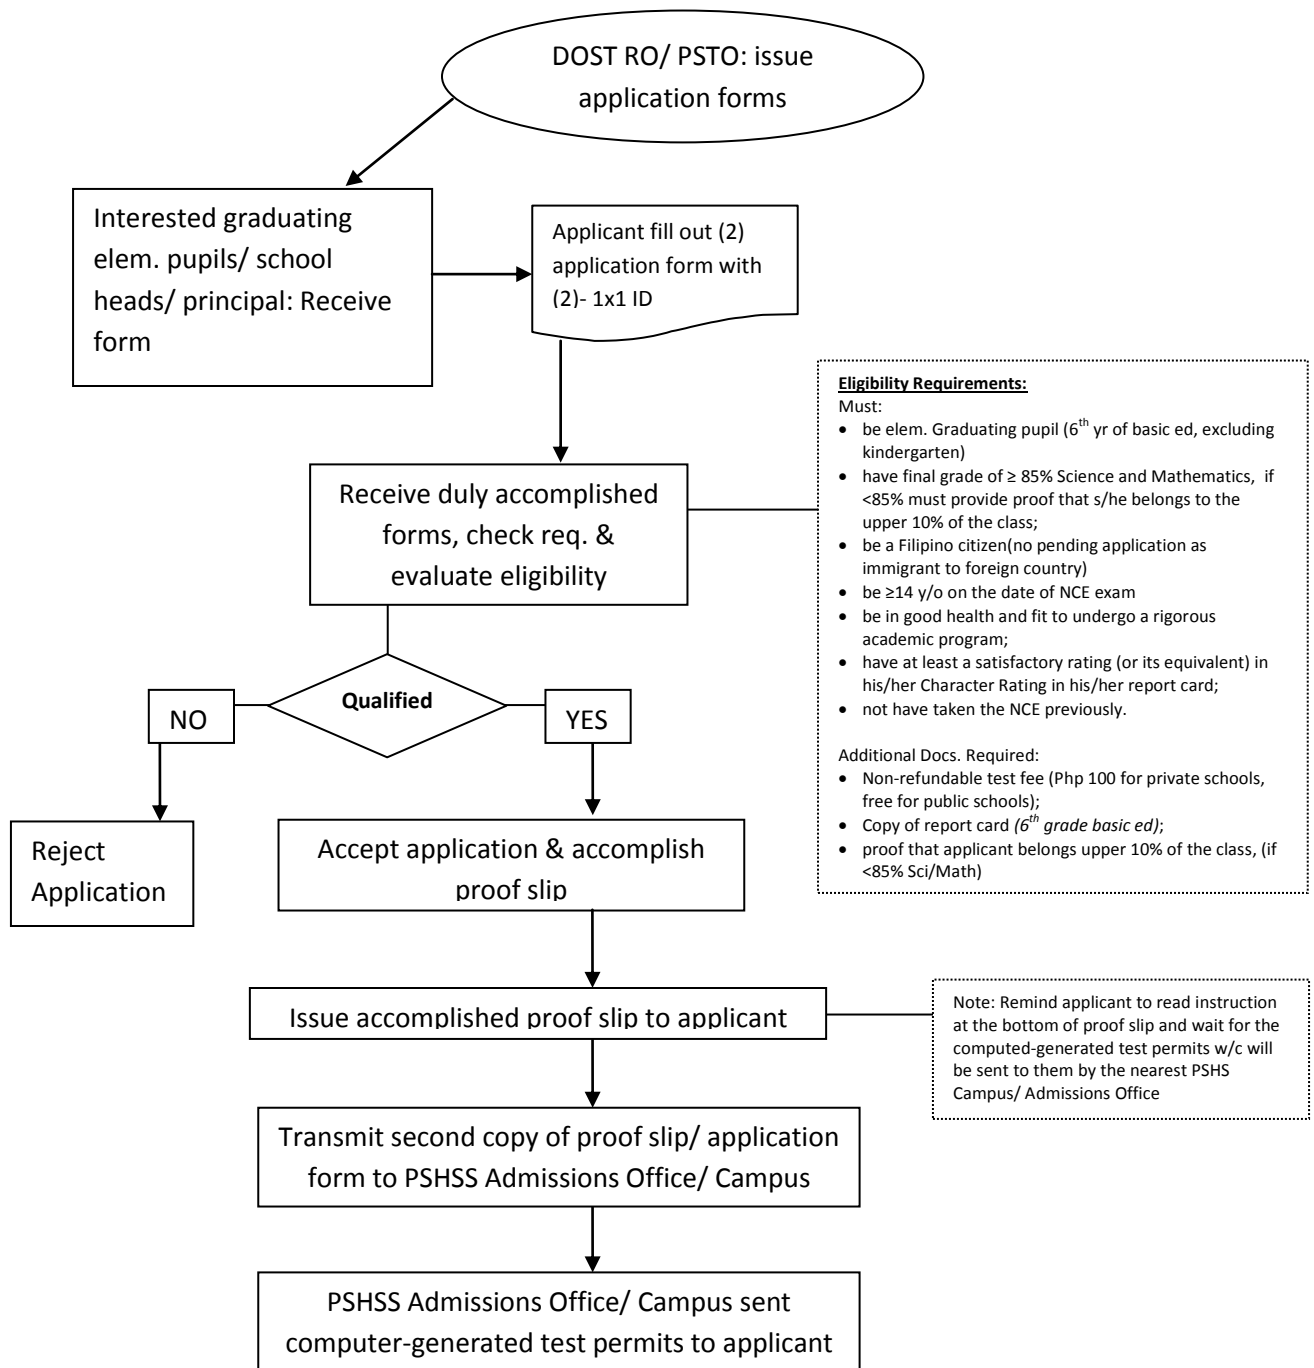 DOST RO/ PSTO: issue
application forms
Interested graduating
elem. pupils/ school
heads/ principal: Receive
form
Applicant fill out (2)
application form with
(2)- 1x1 ID
Receive duly accomplished
forms, check req. &
evaluate eligibility
Eligibility Requirements:
Must:
• be elem. Graduating pupil (6th yr of basic ed, excluding
kindergarten)
• have final grade of ≥ 85% Science and Mathematics,  if
<85% must provide proof that s/he belongs to the
upper 10% of the class;
• be a Filipino citizen(no pending application as
immigrant to foreign country)
• be ≥14 y/o on the date of NCE exam
• be in good health and fit to undergo a rigorous
academic program;
• have at least a satisfactory rating (or its equivalent) in
his/her Character Rating in his/her report card;
• not have taken the NCE previously.
Additional Docs. Required:
• Non-refundable test fee (Php 100 for private schools,
free for public schools);
• Copy of report card (6th grade basic ed);
• proof that applicant belongs upper 10% of the class, (if
<85% Sci/Math)
Qualified
NO
YES
Reject
Application
Accept application & accomplish
proof slip
Issue accomplished proof slip to applicant
Note: Remind applicant to read instruction
at the bottom of proof slip and wait for the
computed-generated test permits w/c will
be sent to them by the nearest PSHS
Campus/ Admissions Office
Transmit second copy of proof slip/ application
form to PSHSS Admissions Office/ Campus
PSHSS Admissions Office/ Campus sent
computer-generated test permits to applicant